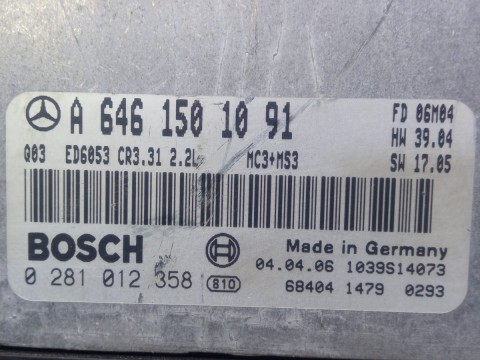 A 646 150 10 91
FD 06M04
HW 39.04
Q03 ED6053 CR3.31 2.2L MC3+MS3
SW 17.05
BOSCH
Made in Germany
04.04.06 1039S14073
0 281 012 358 810
68404 1479 0293